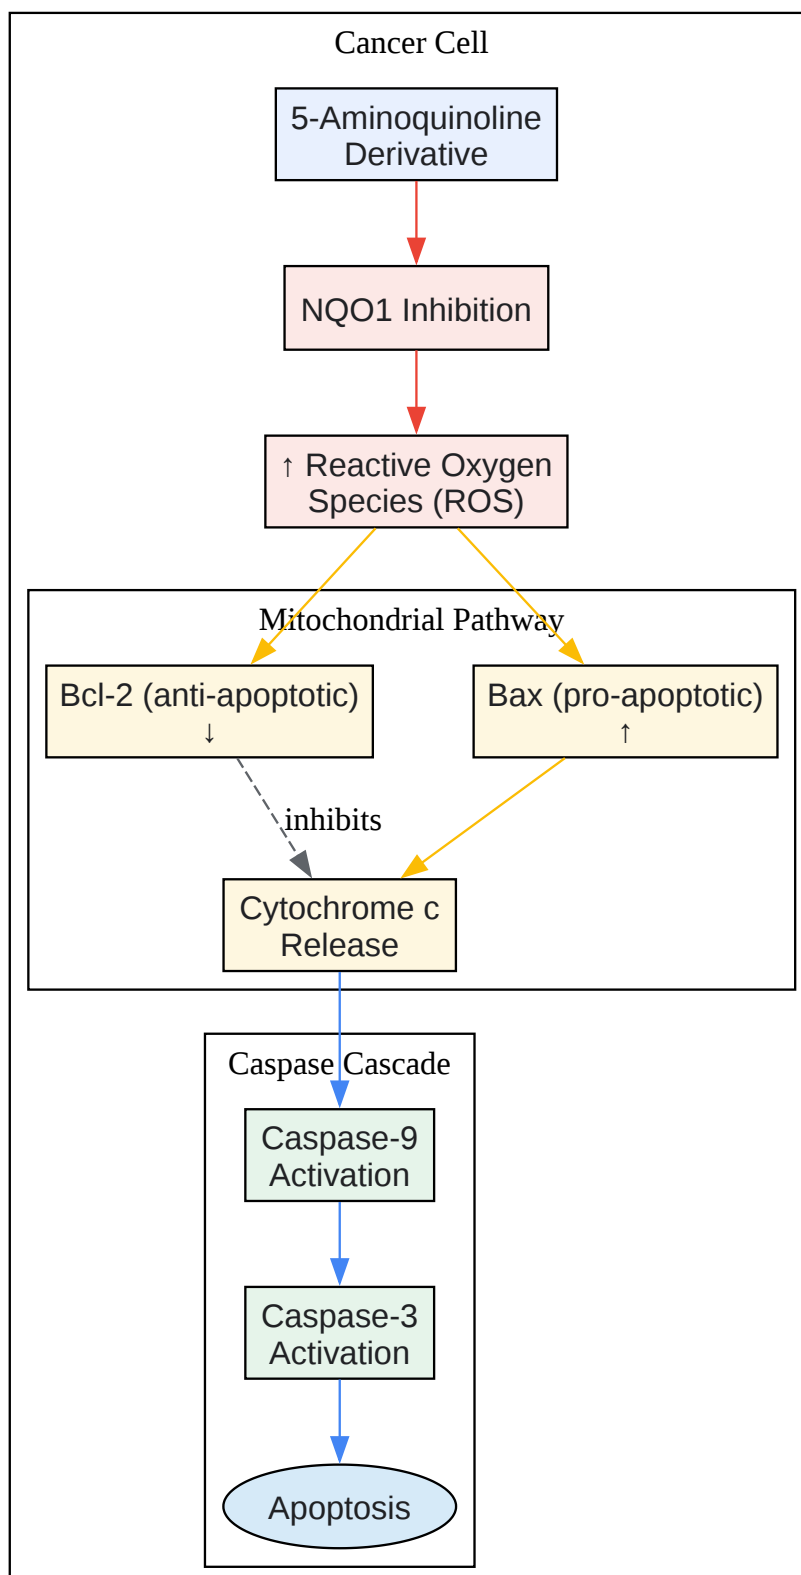 Cancer Cell
5-Aminoquinoline
Derivative
NQO1 Inhibition
↑ Reactive Oxygen
Species (ROS)
Mitochondrial Pathway
Bcl-2 (anti-apoptotic)
↓
Bax (pro-apoptotic)
↑
inhibits
Cytochrome c
Release
Caspase Cascade
Caspase-9
Activation
Caspase-3
Activation
Apoptosis